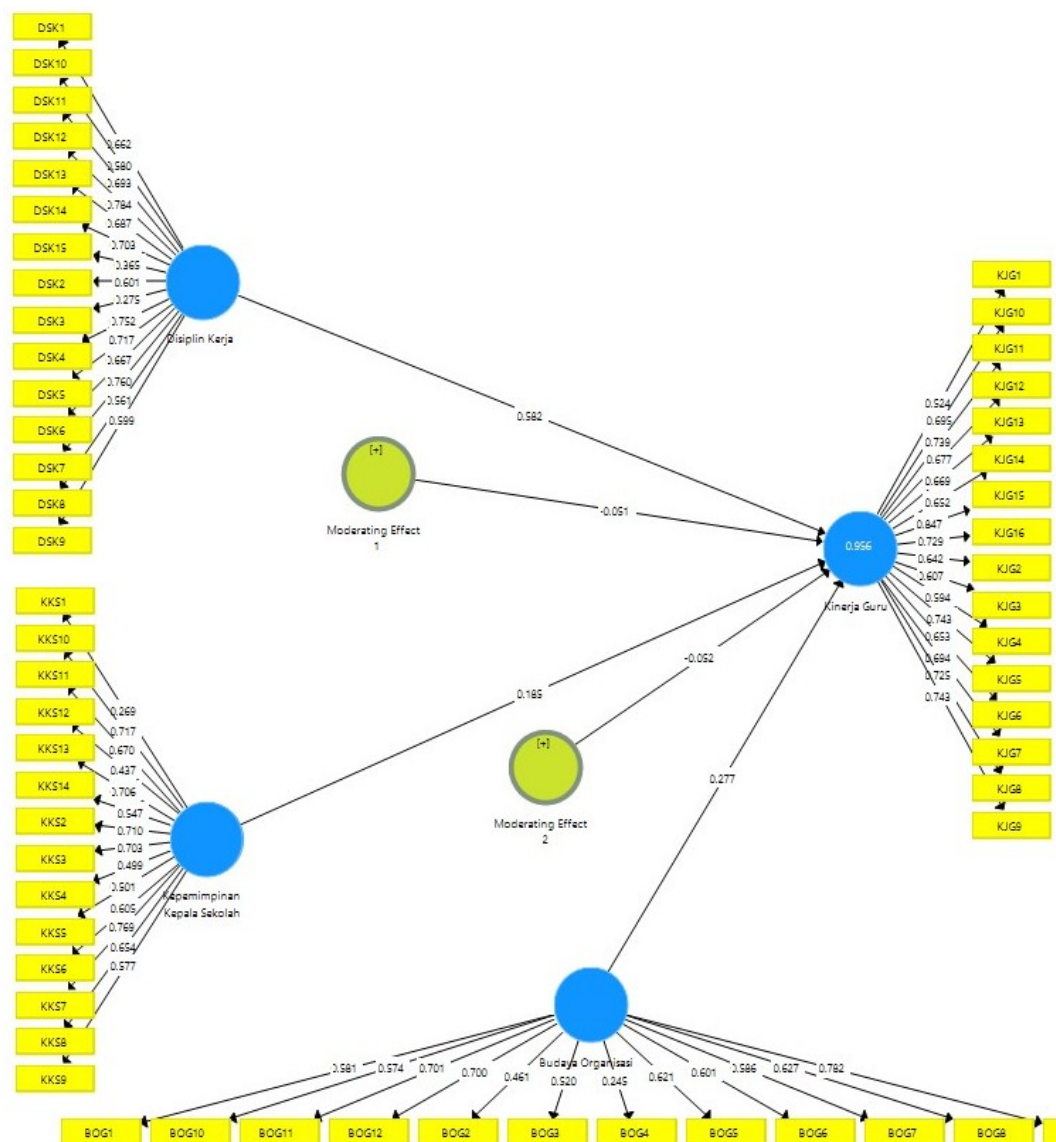 DSK1
DSK10
DSK11
DSK12
DSK13
DSK14
DSK15
DSK2
DSK3
DSK4
DSK5
DSK6
DSK7
DSK8
DSK9
0.662
0.580
0.693
0.784
0.687
0.703
0.365
0.601
0.275
0.752
0.717
0.667
0.760
0.561
0.599
Disiplin Kerja
0.582
[+]
Moderating Effect
1
-0.051
KJG1
KJG10
KJG11
KJG12
KJG13
KJG14
KJG15
KJG16
KJG2
KJG3
KJG4
KJG5
KJG6
KJG7
KJG8
KJG9
0.524
0.695
0.739
0.677
0.669
0.652
0.847
0.729
0.642
0.607
0.594
0.743
0.653
0.694
0.725
0.743
0.956
Kinerja Guru
KKS1
KKS10
KKS11
KKS12
KKS13
KKS14
KKS2
KKS3
KKS4
KKS5
KKS6
KKS7
KKS8
KKS9
0.269
0.717
0.670
0.437
0.706
0.547
0.710
0.703
0.499
0.501
0.605
0.769
0.654
0.577
Kepemimpinan
Kepala Sekolah
0.185
-0.052
[+]
Moderating Effect
2
0.277
Budaya Organisasi
0.581
0.574
0.701
0.700
0.461
0.520
0.245
0.621
0.601
0.586
0.627
0.782
BOG1
BOG10
BOG11
BOG12
BOG2
BOG3
BOG4
BOG5
BOG6
BOG7
BOG8